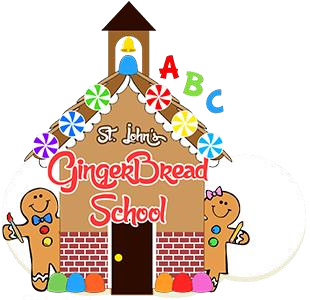 A B C
St. John's
GingerBread
School